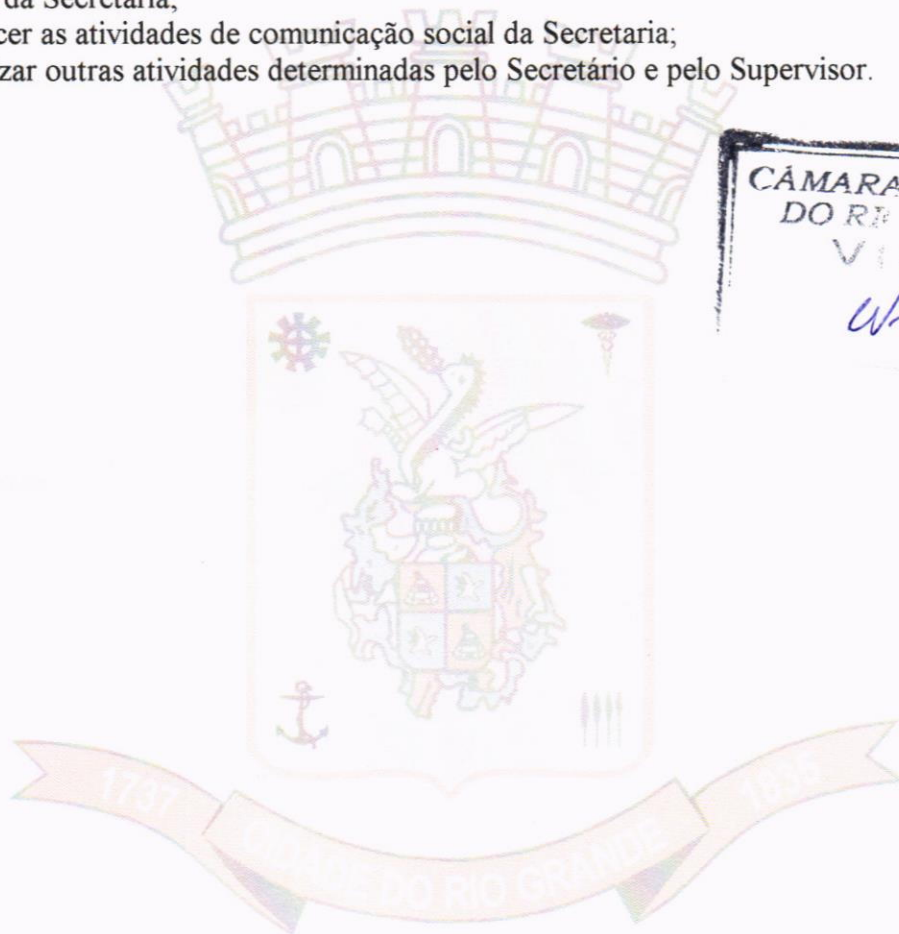 da Secretaria;
cer as atividades de comunicação social da Secretaria;
zar outras atividades determinadas pelo Secretário e pelo Supervisor.
CÂMARA
DO
1737
CIDADE DO RIO GRANDE
1835